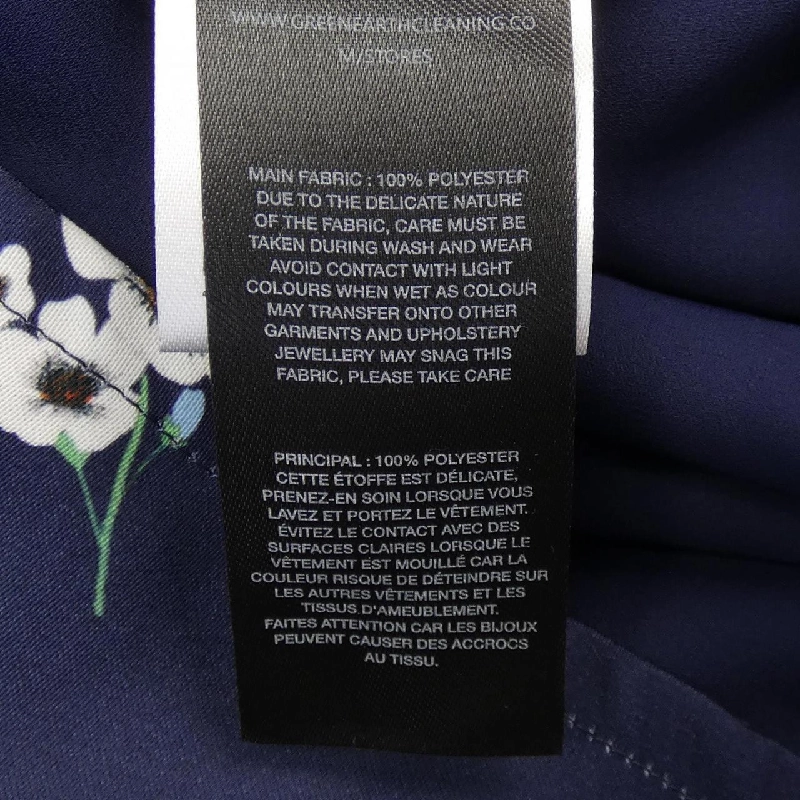 WWW.GREENEARTHCLEANING.CO
M/STORES
MAIN FABRIC : 100% POLYESTER
DUE TO THE DELICATE NATURE
OF THE FABRIC, CARE MUST BE
TAKEN DURING WASH AND WEAR
AVOID CONTACT WITH LIGHT
COLOURS WHEN WET AS COLOUR
MAY TRANSFER ONTO OTHER
GARMENTS AND UPHOLSTERY
JEWELLERY MAY SNAG THIS
FABRIC, PLEASE TAKE CARE
PRINCIPAL : 100% POLYESTER
CETTE ÉTOFFE EST DÉLICATE,
PRENEZ-EN SOIN LORSQUE VOUS
LAVEZ ET PORTEZ LE VÊTEMENT.
ÉVITEZ LE CONTACT AVEC DES
SURFACES CLAIRES LORSQUE LE
VÊTEMENT EST MOUILLÉ CAR LA
COULEUR RISQUE DE DÉTEINDRE SUR
LES AUTRES VÊTEMENTS ET LES
TISSUS D'AMEUBLEMENT.
FAITES ATTENTION CAR LES BIJOUX
PEUVENT CAUSER DES ACCROCS
AU TISSU.